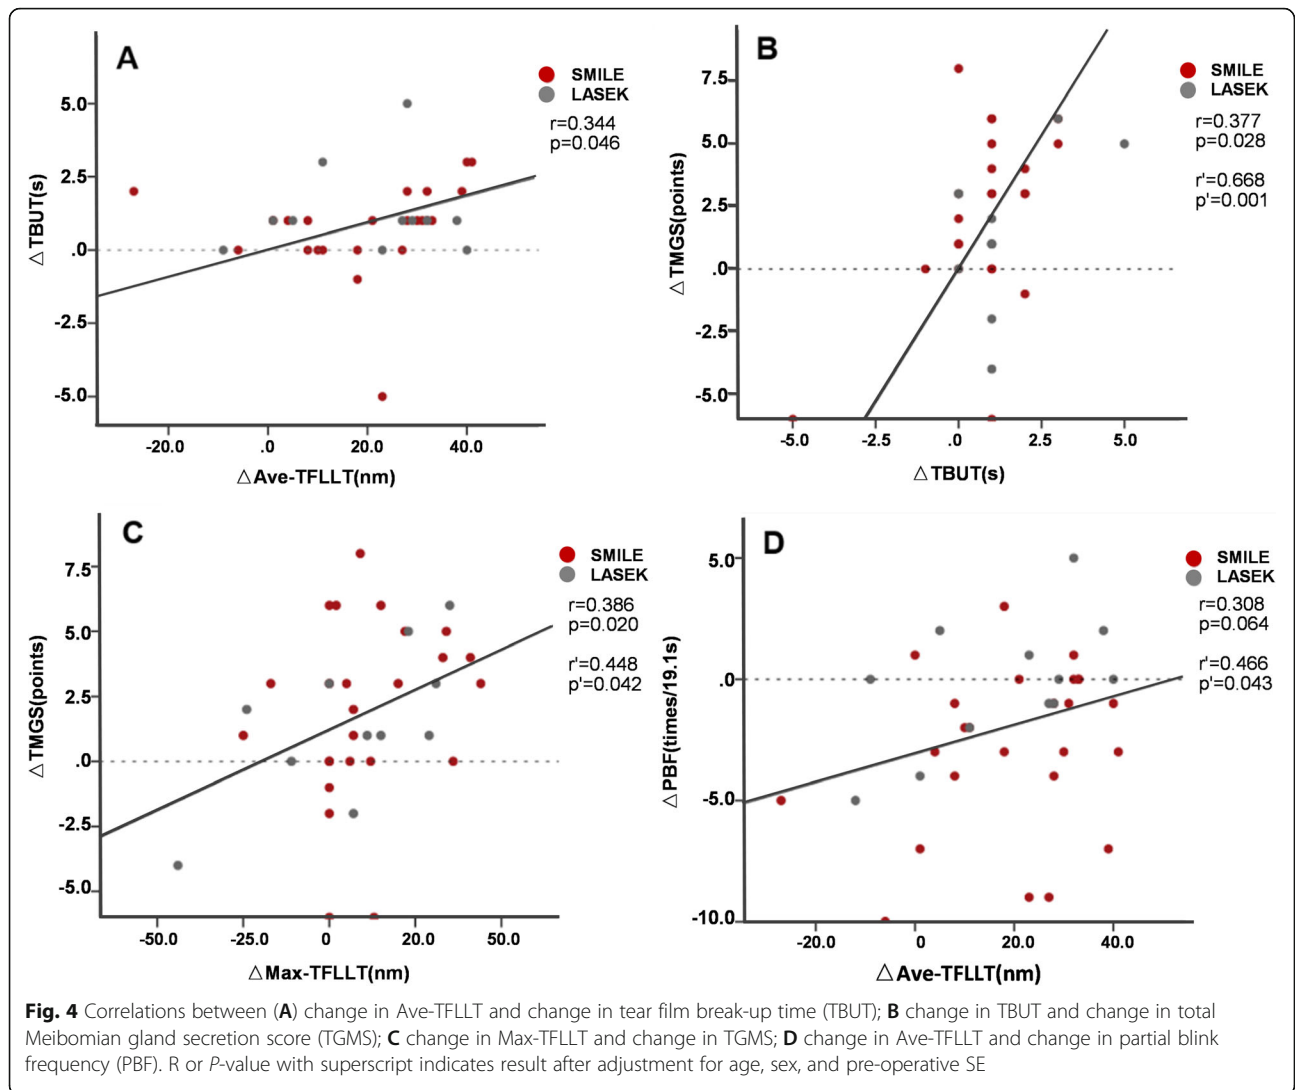 A
SMILE
LASEK
r=0.344
p=0.046
5.0
2.5
.0
-2.5
-5.0
△TBUT(s)
-20.0 .0 20.0 40.0
△Ave-TFLLT(nm)
B
SMILE
LASEK
r=0.377
p=0.028
r'=0.668
p'=0.001
7.5
5.0
2.5
.0
-2.5
-5.0
△TMGS(points)
-5.0 -2.5 .0 2.5 5.0
△TBUT(s)
C
SMILE
LASEK
r=0.386
p=0.020
r'=0.448
p'=0.042
7.5
5.0
2.5
.0
-2.5
-5.0
△TMGS(points)
-50.0 -25.0 0 20.0 50.0
△Max-TFLLT(nm)
D
SMILE
LASEK
r=0.308
p=0.064
r'=0.466
p'=0.043
5.0
.0
-5.0
-10.0
△PBF(times/19.1s)
-20.0 0 20.0 40.0
△Ave-TFLLT(nm)
Fig. 4 Correlations between (A) change in Ave-TFLLT and change in tear film break-up time (TBUT); B change in TBUT and change in total
Meibomian gland secretion score (TGMS); C change in Max-TFLLT and change in TGMS; D change in Ave-TFLLT and change in partial blink
frequency (PBF). R or P-value with superscript indicates result after adjustment for age, sex, and pre-operative SE